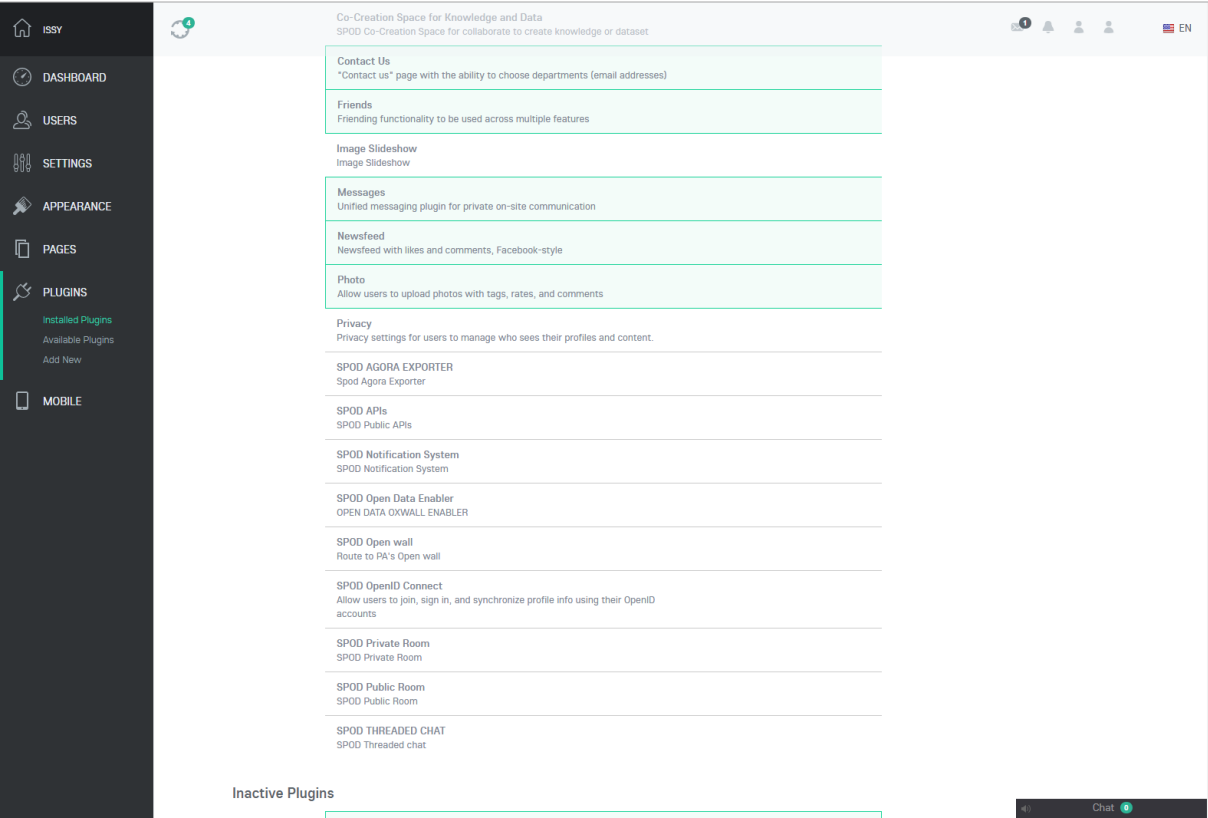 ISSY
4
1
EN
DASHBOARD
USERS
SETTINGS
APPEARANCE
PAGES
PLUGINS
Installed Plugins
Available Plugins
Add New
MOBILE
Co-Creation Space for Knowledge and Data
SPOD Co-Creation Space for collaborate to create knowledge or dataset
Contact Us
"Contact us" page with the ability to choose departments (email addresses)
Friends
Friending functionality to be used across multiple features
Image Slideshow
Image Slideshow
Messages
Unified messaging plugin for private on-site communication
Newsfeed
Newsfeed with likes and comments, Facebook-style
Photo
Allow users to upload photos with tags, rates, and comments
Privacy
Privacy settings for users to manage who sees their profiles and content.
SPOD AGORA EXPORTER
Spod Agora Exporter
SPOD APIs
SPOD Public APIs
SPOD Notification System
SPOD Notification System
SPOD Open Data Enabler
OPEN DATA OXWALL ENABLER
SPOD Open wall
Route to PA's Open wall
SPOD OpenID Connect
Allow users to join, sign in, and synchronize profile info using their OpenID
accounts
SPOD Private Room
SPOD Private Room
SPOD Public Room
SPOD Public Room
SPOD THREADED CHAT
SPOD Threaded chat
Inactive Plugins
Chat 0